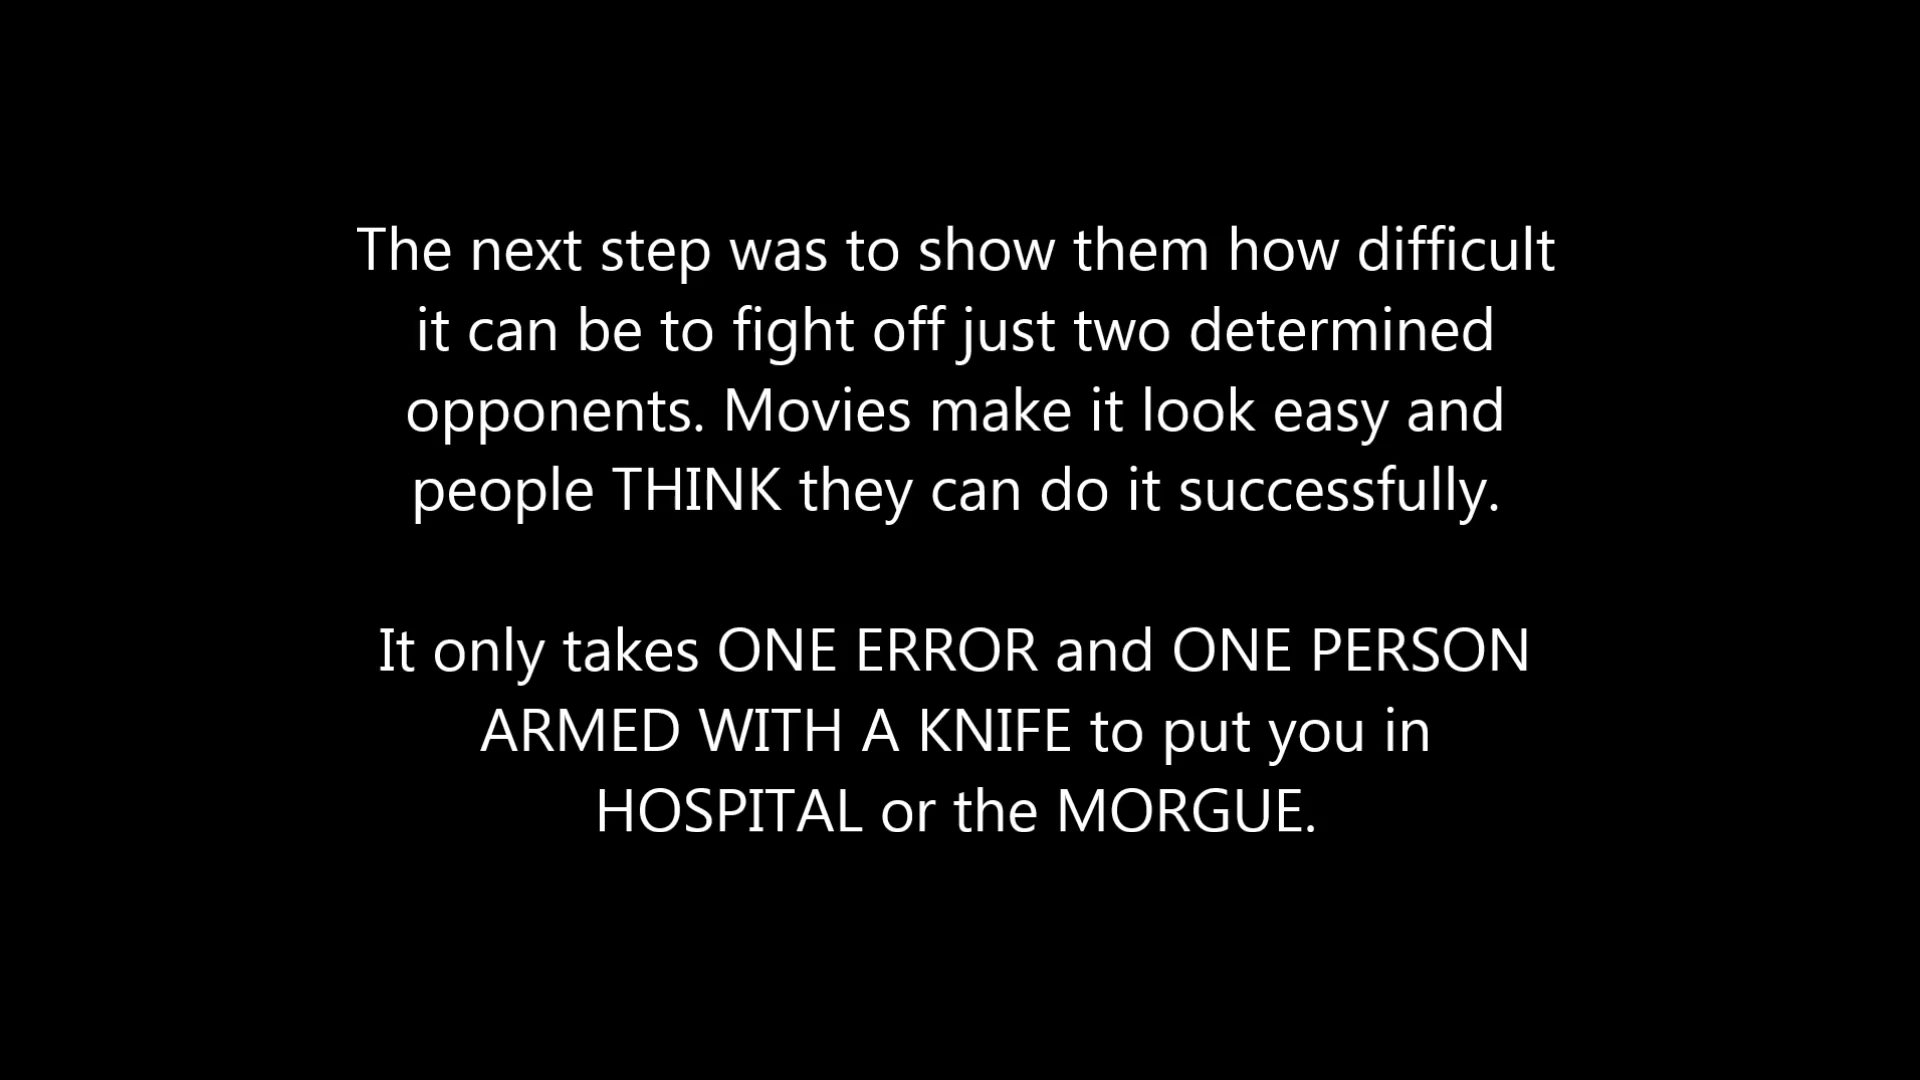 The next step was to show them how difficult
it can be to fight off just two determined
opponents. Movies make it look easy and
people THINK they can do it successfully.
It only takes ONE ERROR and ONE PERSON
ARMED WITH A KNIFE to put you in
HOSPITAL or the MORGUE.